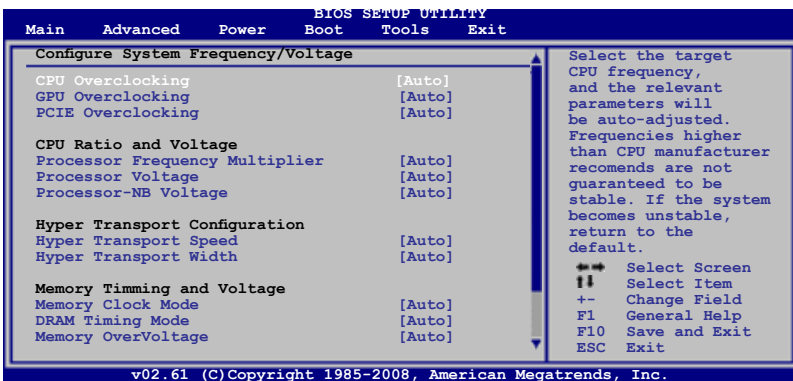 BIOS SETUP UTILITY
Main Advanced Power Boot Tools Exit
Configure System Frequency/Voltage
CPU Overclocking [Auto]
GPU Overclocking [Auto]
PCIE Overclocking [Auto]
CPU Ratio and Voltage
Processor Frequency Multiplier [Auto]
Processor Voltage [Auto]
Processor-NB Voltage [Auto]
Hyper Transport Configuration
Hyper Transport Speed [Auto]
Hyper Transport Width [Auto]
Memory Timming and Voltage
Memory Clock Mode [Auto]
DRAM Timing Mode [Auto]
Memory OverVoltage [Auto]
Select the target
CPU frequency,
and the relevant
parameters will
be auto-adjusted.
Frequencies higher
than CPU manufacturer
recomends are not
guaranteed to be
stable. If the system
becomes unstable,
return to the
default.
Select Screen
Select Item
+- Change Field
F1 General Help
F10 Save and Exit
ESC Exit
v02.61 (C)Copyright 1985-2008, American Megatrends, Inc.